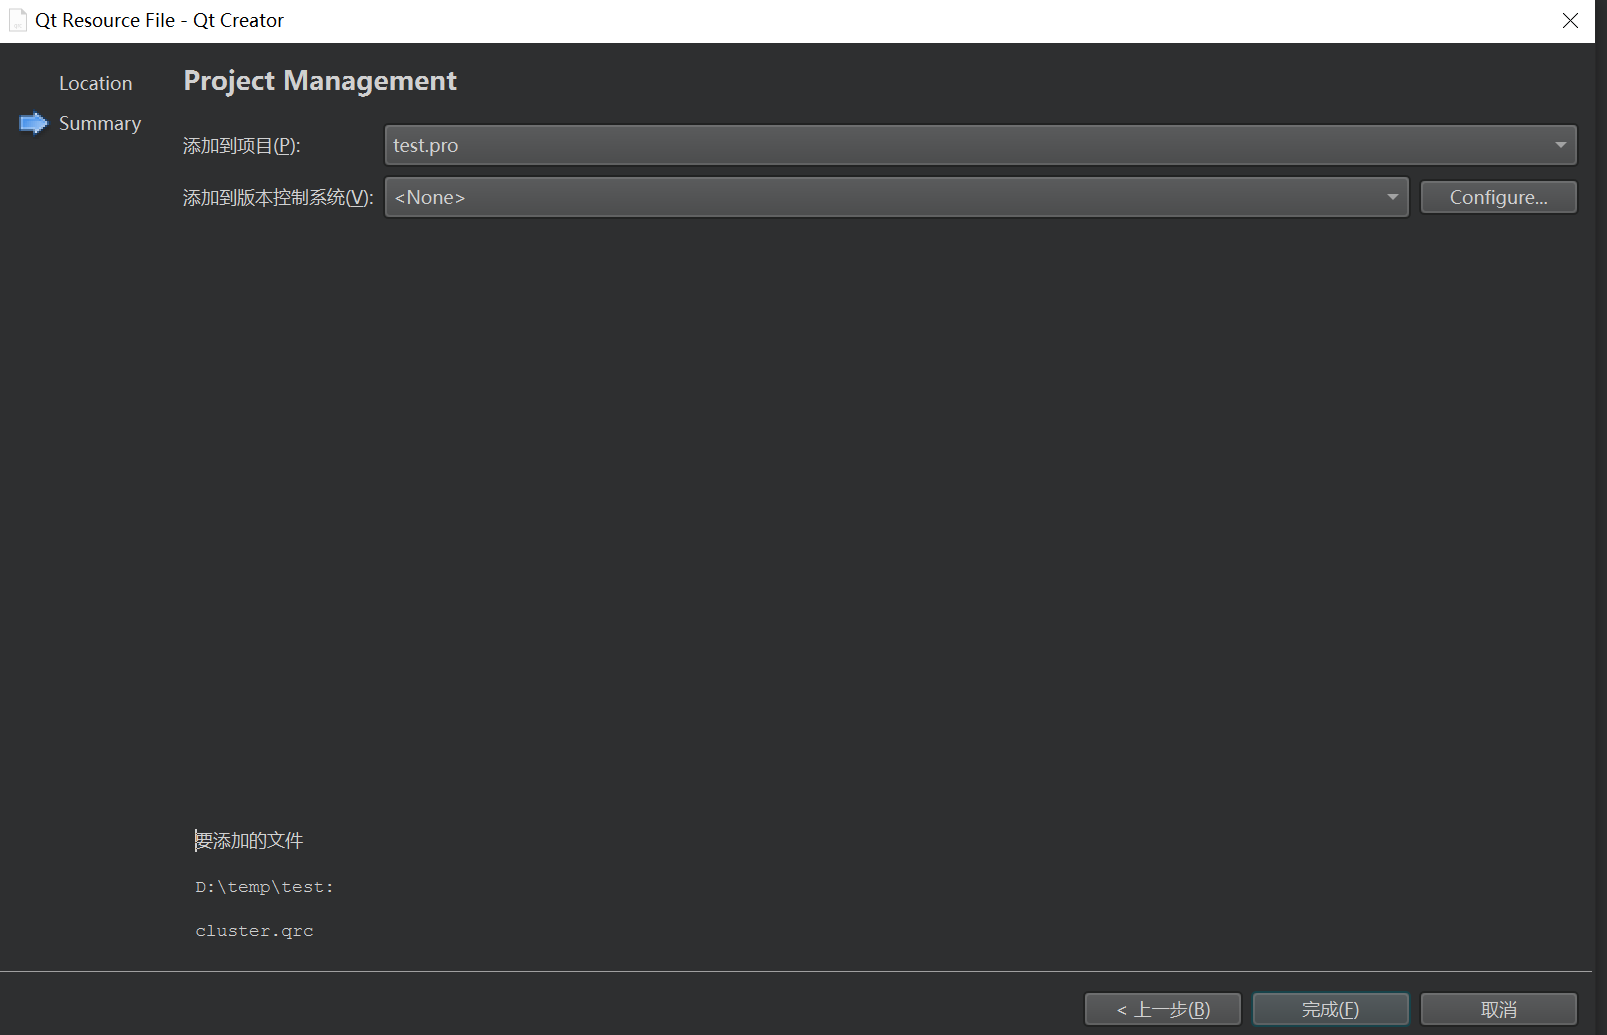 Qt Resource File - Qt Creator
Location
Summary
Project Management
添加到项目(P):
test.pro
添加到版本控制系统(V):
<None>
Configure...
要添加的文件
D:\temp\test:
cluster.qrc
< 上一步(B)
完成(F)
取消